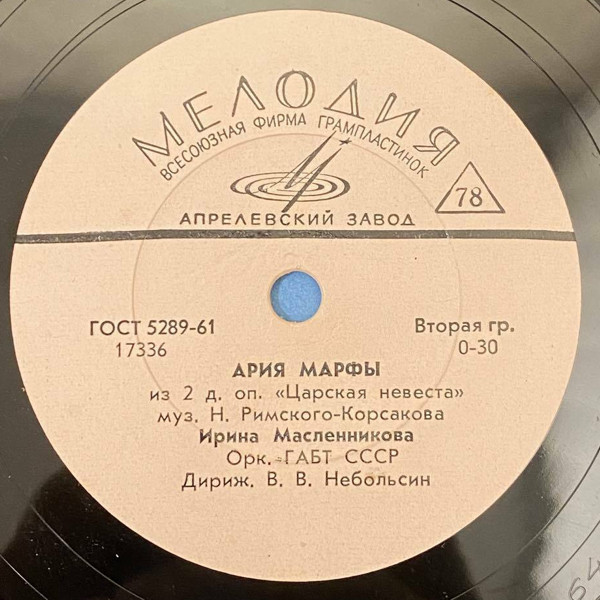 МЕЛОДИЯ
ВСЕСОЮЗНАЯ ФИРМА ГРАМПЛАСТИНОК
78
АПРЕЛЕВСКИЙ ЗАВОД
ГОСТ 5289-61
Вторая гр.
17336
0-30
АРИЯ МАРФЫ
из 2 д. оп. «Царская невеста»
муз. Н. Римского-Корсакова
Ирина Масленникова
Орк. ГАБТ СССР
Дириж. В. В. Небольсин